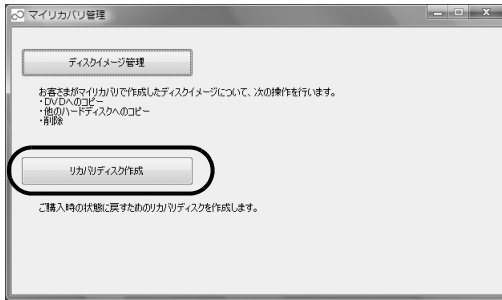 マイリカバリ管理
ディスクイメージ管理
お客さまがマイリカバリで作成したディスクイメージについて、次の操作を行います。
・DVDへのコピー
・他のハードディスクへのコピー
・削除
リカバリディスク作成
ご購入時の状態に戻すためのリカバリディスクを作成します。